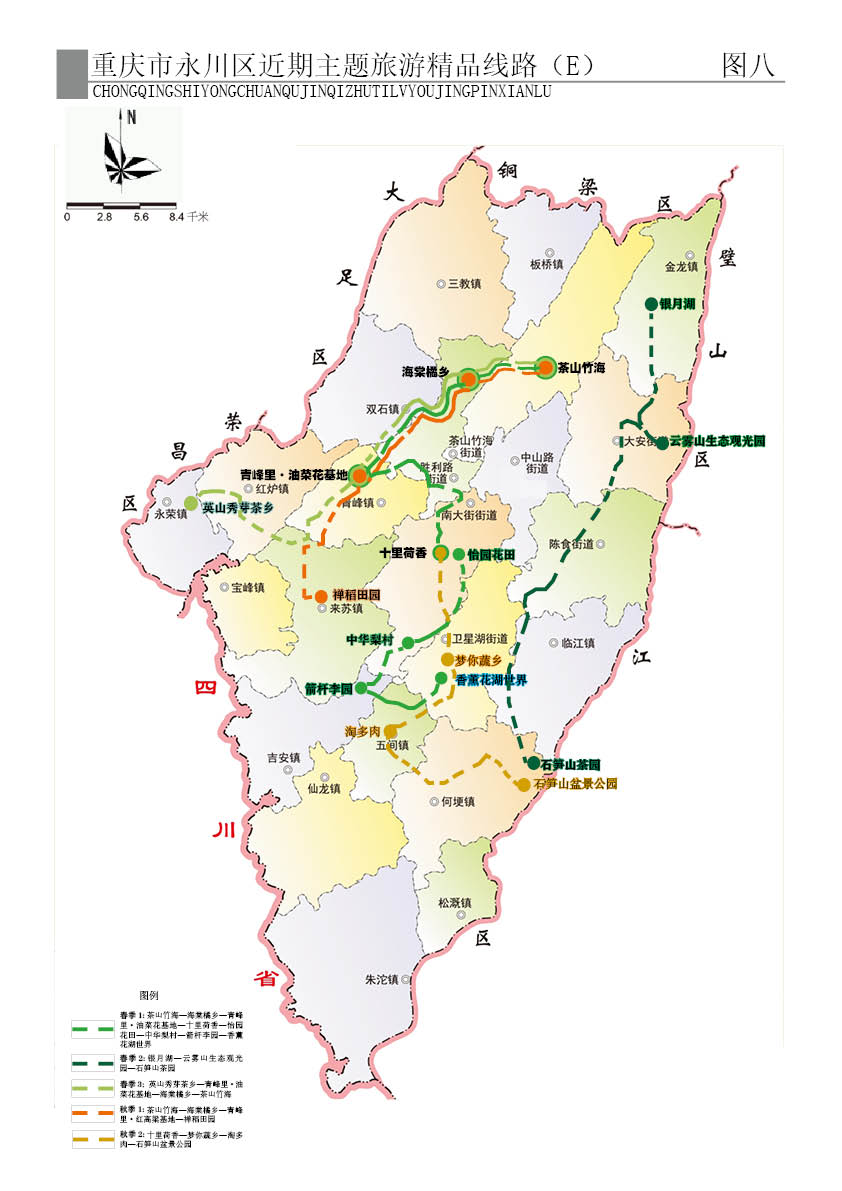 重庆市永川区近期主题旅游精品线路（E）
图八
CHONGQINGSHIYONGCHUANQUJINQIZHUTILVYOUJINGPINXIANLU
N
0 2.8 5.6 8.4 千米
铜
梁
区
大
足
区
璧
山
区
荣
昌
区
江
区
四
川
省
金龙镇
板桥镇
三教镇
银月湖
海棠橘乡
茶山竹海
双石镇
茶山竹海
街道
大安街
云雾山生态观光园
中山路
街道
胜利路
街道
青峰里·油菜花基地
红炉镇
青峰镇
永荣镇
英山秀芽茶乡
南大街街道
陈食街道
十里荷香
怡园花田
宝峰镇
禅稻田园
来苏镇
中华梨村
卫星湖街道
临江镇
梦你蔬乡
香薰花湖世界
箭杆李园
淘多肉
五间镇
吉安镇
石笋山茶园
石笋山盆景公园
仙龙镇
何埂镇
松溉镇
朱沱镇
图例
春季 1: 茶山竹海—海棠橘乡—青峰
里·油菜花基地—十里荷香—怡园
花田—中华梨村—箭杆李园—香薰
花湖世界
春季 2: 银月湖—云雾山生态观光
园—石笋山茶园
春季3: 英山秀芽茶乡—青峰里·油
菜花基地—海棠橘乡—茶山竹海
秋季 1: 茶山竹海—海棠橘乡—青峰
里·红高粱基地—禅稻田园
秋季 2: 十里荷香—梦你蔬乡—淘多
肉—石笋山盆景公园